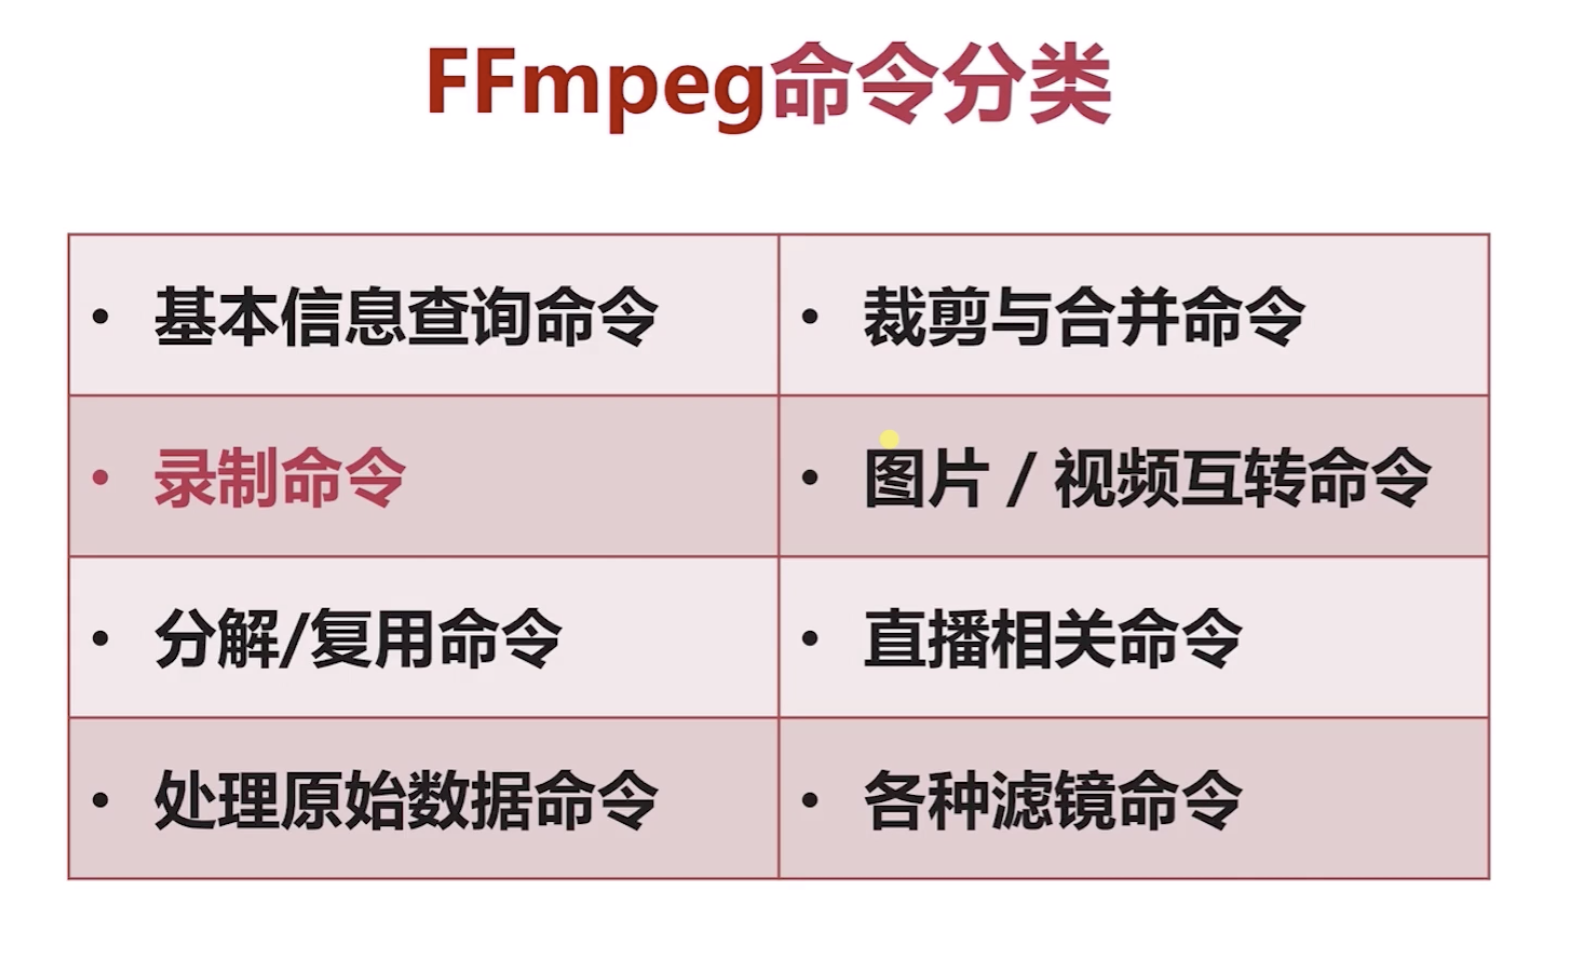 FFmpeg命令分类
• 基本信息查询命令
• 裁剪与合并命令
• 录制命令
• 图片 / 视频互转命令
• 分解/复用命令
• 直播相关命令
• 处理原始数据命令
• 各种滤镜命令